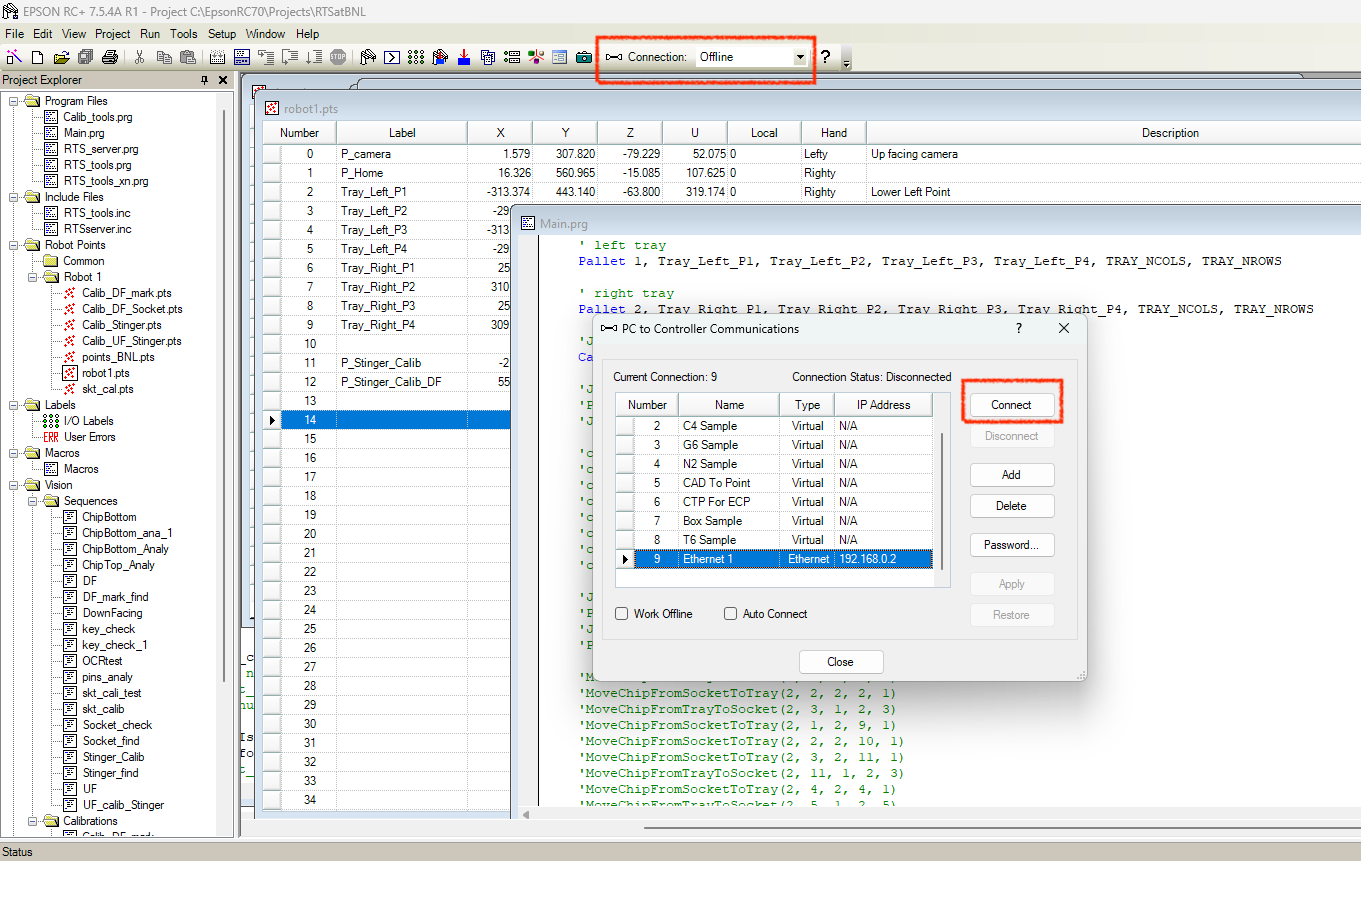 EPSON RC+ 7.5.4A R1 - Project C:\EpsonRC70\Projects\RTSatBNL
File Edit View Project Run Tools Setup Window Help
STOP Connection: Offline ?
Project Explorer
Program Files
Calib_tools.prg
Main.prg
RTS_server.prg
RTS_tools.prg
RTS_tools_xn.prg
Include Files
RTS_tools.inc
RTSserver.inc
Robot Points
Common
Robot 1
Calib_DF_mark.pts
Calib_DF_Socket.pts
Calib_Stinger.pts
Calib_UF_Stinger.pts
points_BNL.pts
robot1.pts
skt_cal.pts
Labels
I/O Labels
ERR User Errors
Macros
Macros
Vision
Sequences
ChipBottom
ChipBottom_ana_1
ChipBottom_Analy
ChipTop_Analy
DF
DF_mark_find
DownFacing
key_check
key_check_1
OCRtest
pins_analy
skt_cali_test
skt_calib
Socket_check
Socket_find
Stinger_Calib
Stinger_find
UF
UF_calib_Stinger
Calibrations
Calib_DF_mark
Status
robot1.pts
Number Label X Y Z U Local Hand Description
0 P_camera 1.579 307.820 -79.229 52.075 0 Lefty Up facing camera
1 P_Home 16.326 560.965 -15.085 107.625 0 Righty
2 Tray_Left_P1 -313.374 443.140 -63.800 319.174 0 Righty Lower Left Point
3 Tray_Left_P2 -29
4 Tray_Left_P3 -313
5 Tray_Left_P4 -29
6 Tray_Right_P1 25
7 Tray_Right_P2 310
8 Tray_Right_P3 25
9 Tray_Right_P4 309
10
11 P_Stinger_Calib -2
12 P_Stinger_Calib_DF 55
13
14
15
16
17
18
19
20
21
22
23
24
25
26
27
28
29
30
31
32
33
34
Main.prg
' left tray
Pallet 1, Tray_Left_P1, Tray_Left_P2, Tray_Left_P3, Tray_Left_P4, TRAY_NCOLS, TRAY_NROWS
' right tray
Pallet 2, Tray_Right_P1, Tray_Right_P2, Tray_Right_P3, Tray_Right_P4, TRAY_NCOLS, TRAY_NROWS
'J
Ca
'J
'P
'J
'c
'c
'c
'c
'c
'c
'c
'c
'J
'P
'J
'P
'MoveChipFromSocketToTray(2, 2, 2, 2, 1)
'MoveChipFromTrayToSocket(2, 3, 1, 2, 3)
'MoveChipFromSocketToTray(2, 1, 2, 9, 1)
'MoveChipFromSocketToTray(2, 2, 2, 10, 1)
'MoveChipFromSocketToTray(2, 3, 2, 11, 1)
'MoveChipFromTrayToSocket(2, 11, 1, 2, 3)
'MoveChipFromSocketToTray(2, 4, 2, 4, 1)
'MoveChipFromTrayToSocket(2, 5, 1, 2, 5)
PC to Controller Communications ?
Current Connection: 9 Connection Status: Disconnected
Number Name Type IP Address
2 C4 Sample Virtual N/A
3 G6 Sample Virtual N/A
4 N2 Sample Virtual N/A
5 CAD To Point Virtual N/A
6 CTP For ECP Virtual N/A
7 Box Sample Virtual N/A
8 T6 Sample Virtual N/A
9 Ethernet 1 Ethernet 192.168.0.2
Connect
Disconnect
Add
Delete
Password...
Apply
Restore
Work Offline Auto Connect
Close